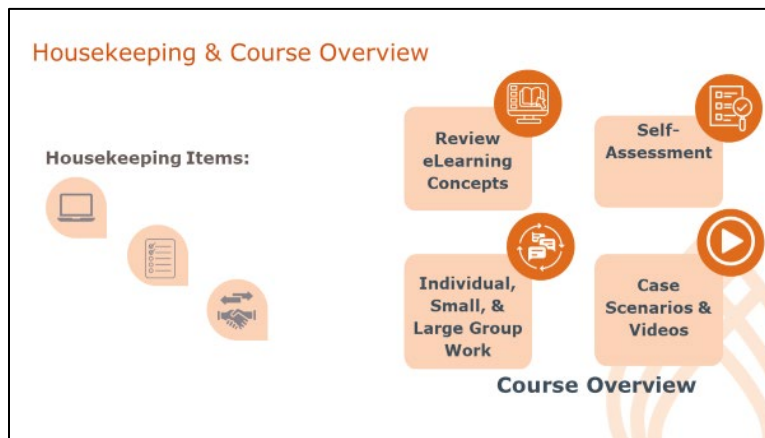 Housekeeping & Course Overview
Housekeeping Items:
Review
eLearning
Concepts
Self-
Assessment
Individual,
Small, &
Large Group
Work
Case
Scenarios &
Videos
Course Overview